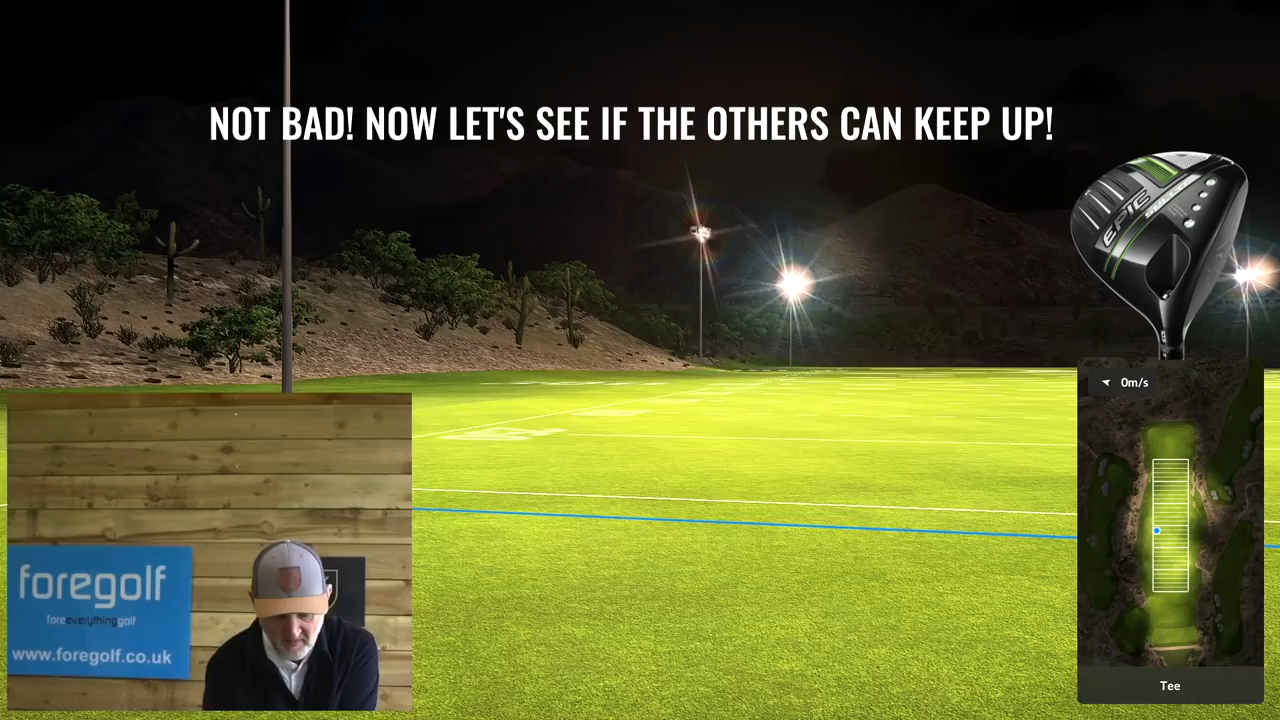 NOT BAD! NOW LET'S SEE IF THE OTHERS CAN KEEP UP!
EPIC
SPEED
0m/s
foregolf
foreeverythinggolf
www.foregolf.co.uk
Tee